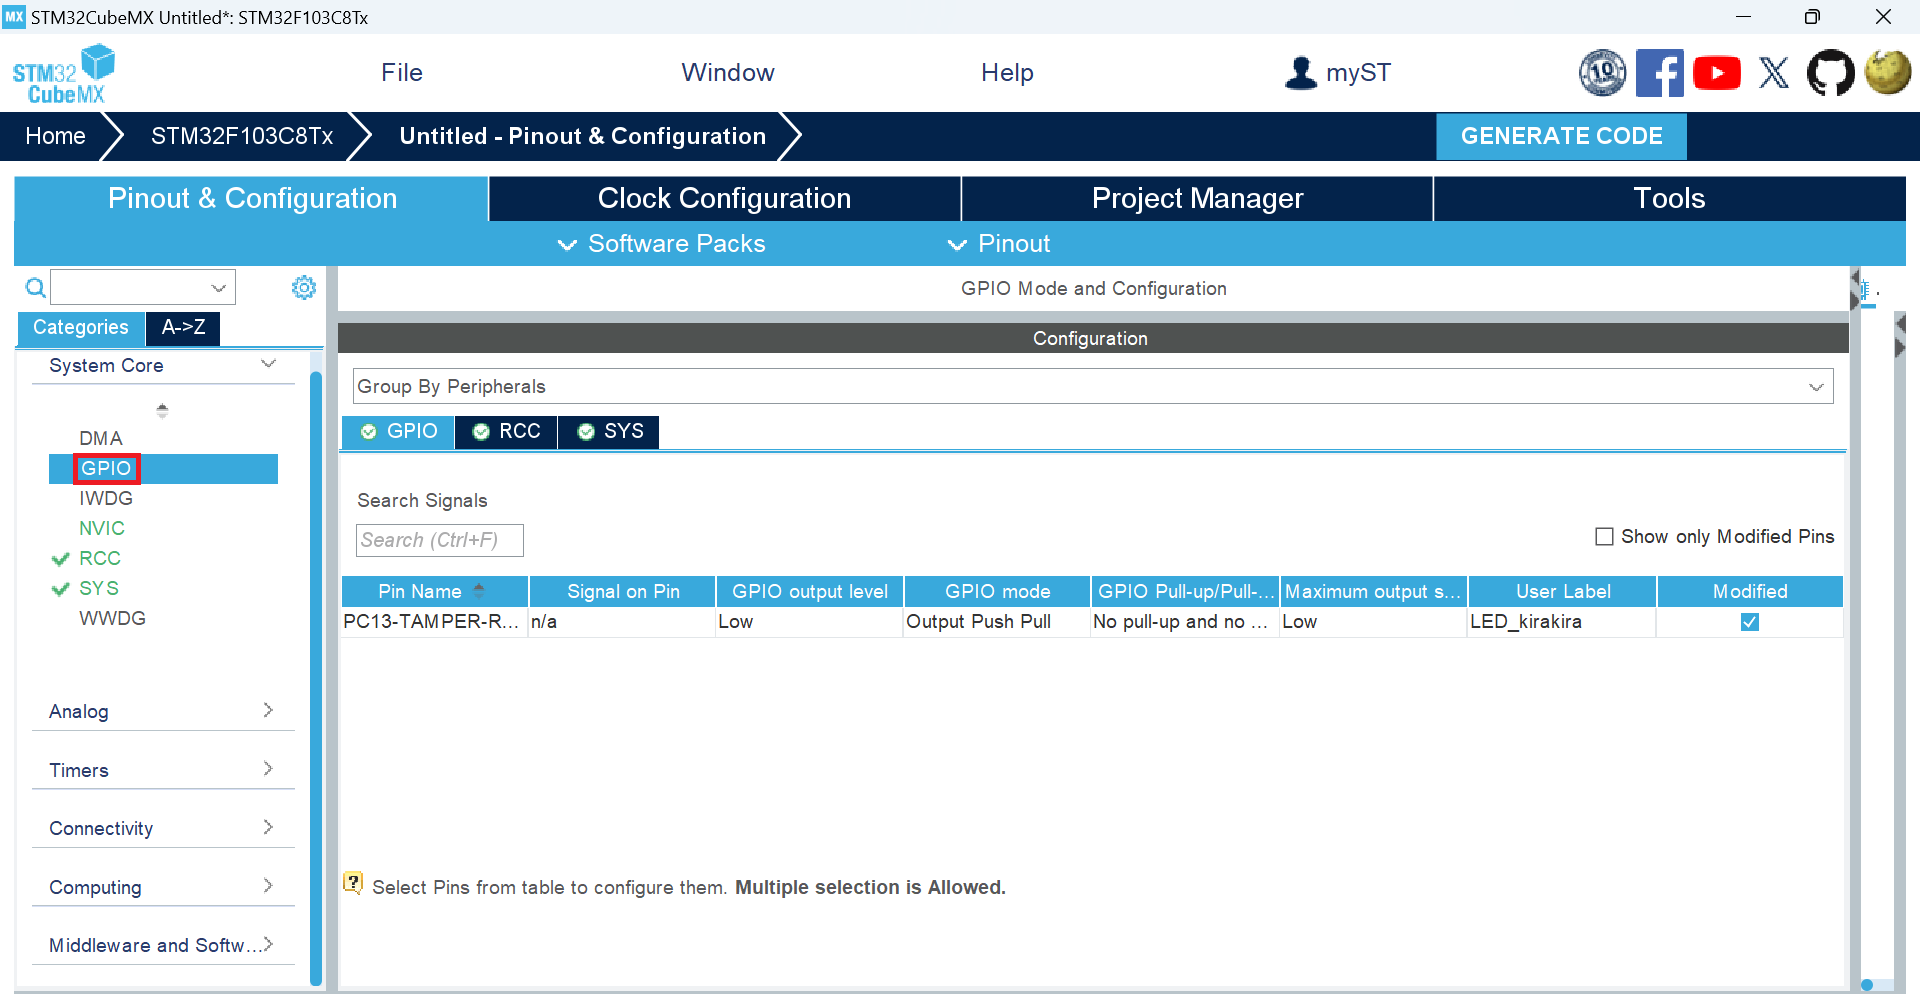 MX STM32CubeMX Untitled*: STM32F103C8Tx
STM32 CubeMX
File
Window
Help
myST
10
Home
STM32F103C8Tx
Untitled - Pinout & Configuration
GENERATE CODE
Pinout & Configuration
Clock Configuration
Project Manager
Tools
Software Packs
Pinout
Categories
A->Z
System Core
DMA
GPIO
IWDG
NVIC
RCC
SYS
WWDG
Analog
Timers
Connectivity
Computing
Middleware and Softw...
GPIO Mode and Configuration
Configuration
Group By Peripherals
GPIO
RCC
SYS
Search Signals
Search (Ctrl+F)
Show only Modified Pins
Pin Name Signal on Pin GPIO output level GPIO mode GPIO Pull-up/Pull-... Maximum output s... User Label Modified
PC13-TAMPER-R... n/a Low Output Push Pull No pull-up and no ... Low LED_kirakira
Select Pins from table to configure them. Multiple selection is Allowed.